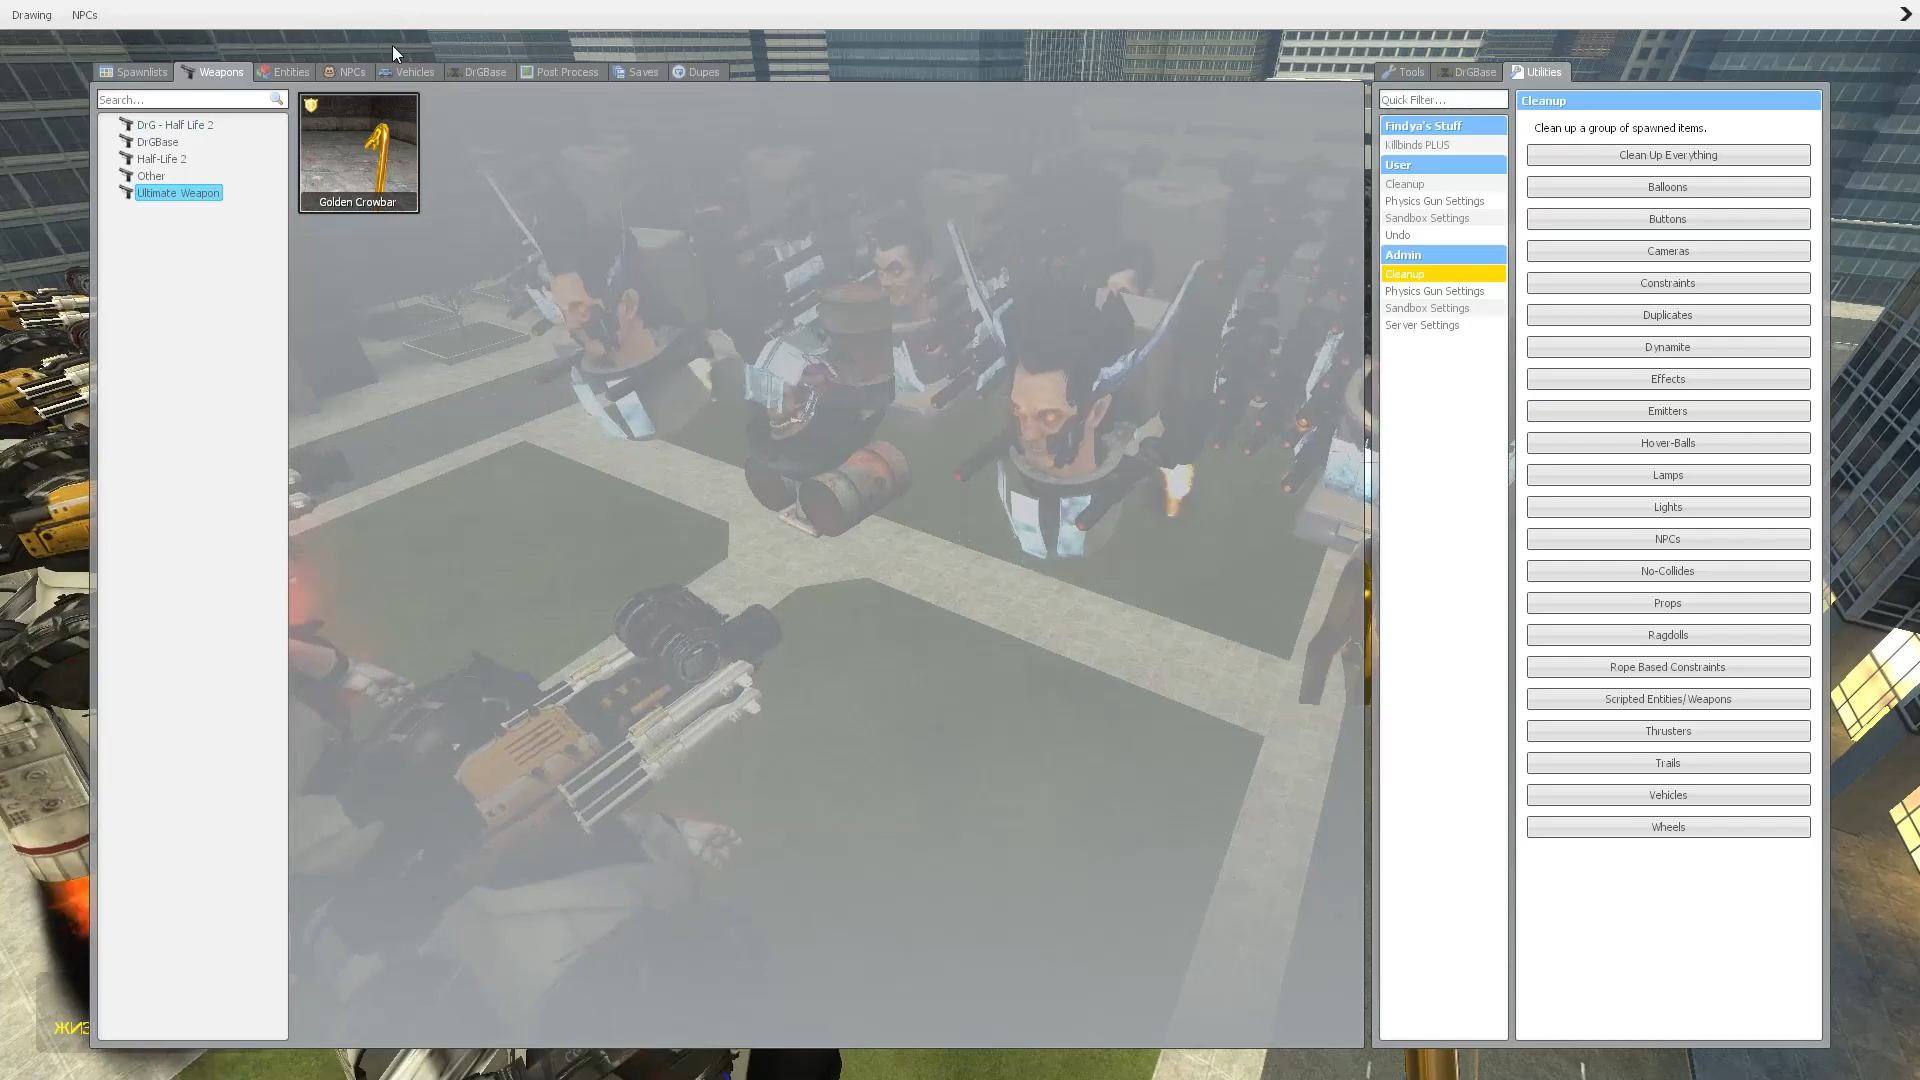 Drawing NPCs
Spawnlists Weapons Entities NPCs Vehicles DrGBase Post Process Saves Dupes
Search...
DrG - Half Life 2
DrGBase
Half-Life 2
Other
Ultimate Weapon
Golden Crowbar
Tools DrGBase Utilities
Quick Filter...
Findya's Stuff
Killbinds PLUS
User
Cleanup
Physics Gun Settings
Sandbox Settings
Undo
Admin
Cleanup
Physics Gun Settings
Sandbox Settings
Server Settings
Cleanup
Clean up a group of spawned items.
Clean Up Everything
Balloons
Buttons
Cameras
Constraints
Duplicates
Dynamite
Effects
Emitters
Hover-Balls
Lamps
Lights
NPCs
No-Collides
Props
Ragdolls
Rope Based Constraints
Scripted Entities/Weapons
Thrusters
Trails
Vehicles
Wheels